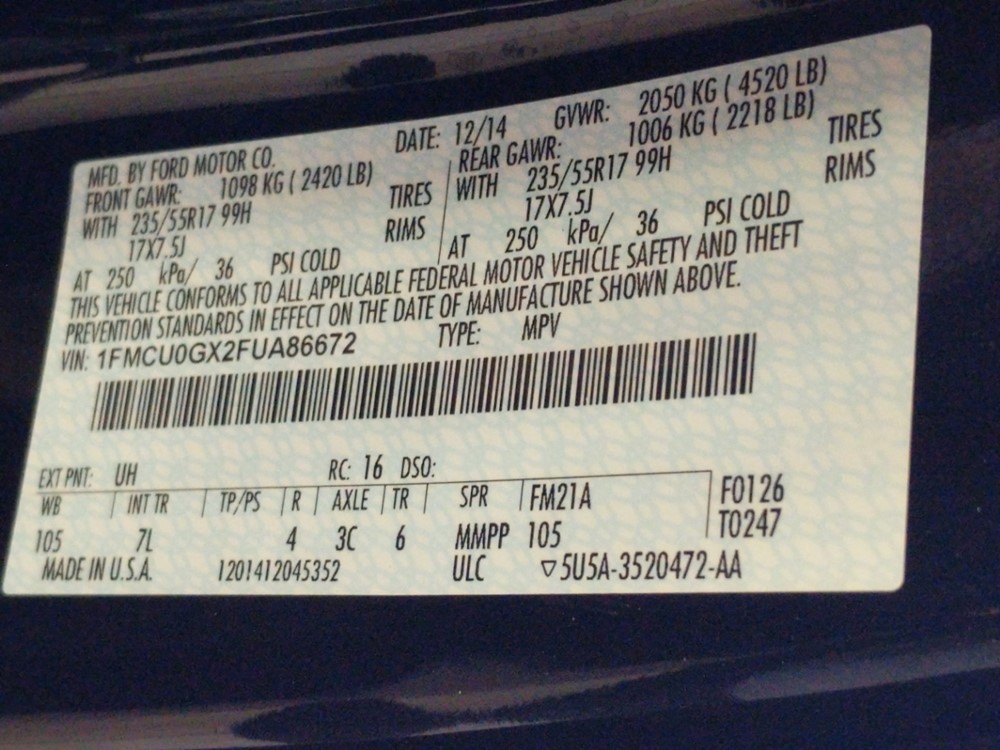 MFD. BY FORD MOTOR CO. DATE: 12/14 GVWR: 2050 KG ( 4520 LB)
FRONT GAWR: 1098 KG ( 2420 LB) REAR GAWR: 1006 KG ( 2218 LB)
WITH 235/55R17 99H TIRES WITH 235/55R17 99H TIRES
17X7.5J RIMS 17X7.5J RIMS
AT 250 kPa/ 36 PSI COLD AT 250 kPa/ 36 PSI COLD
THIS VEHICLE CONFORMS TO ALL APPLICABLE FEDERAL MOTOR VEHICLE SAFETY AND THEFT
PREVENTION STANDARDS IN EFFECT ON THE DATE OF MANUFACTURE SHOWN ABOVE.
VIN: 1FMCU0GX2FUA86672 TYPE: MPV
EXT PNT: UH RC: 16 DSO:
WB INT TR TP/PS R AXLE TR SPR FM21A F0126
105 7L 4 3C 6 MMPP 105 T0247
MADE IN U.S.A. 1201412045352 ULC ▽5U5A-3520472-AA